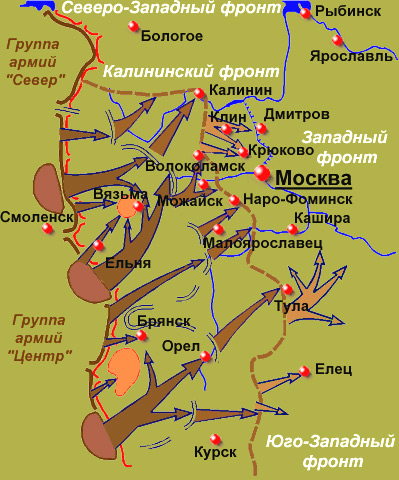 Северо-Западный фронт
Рыбинск
Бологое
Ярославль
Группа
армий
"Север"
Калининский фронт
Калинин
Клин
Дмитров
Западный
фронт
Крюково
Волоколамск
Москва
Вязьма
Можайск
Наро-Фоминск
Смоленск
Кашира
Малоярославец
Ельня
Тула
Группа
армий
"Центр"
Брянск
Орел
Елец
Курск
Юго-Западный
фронт